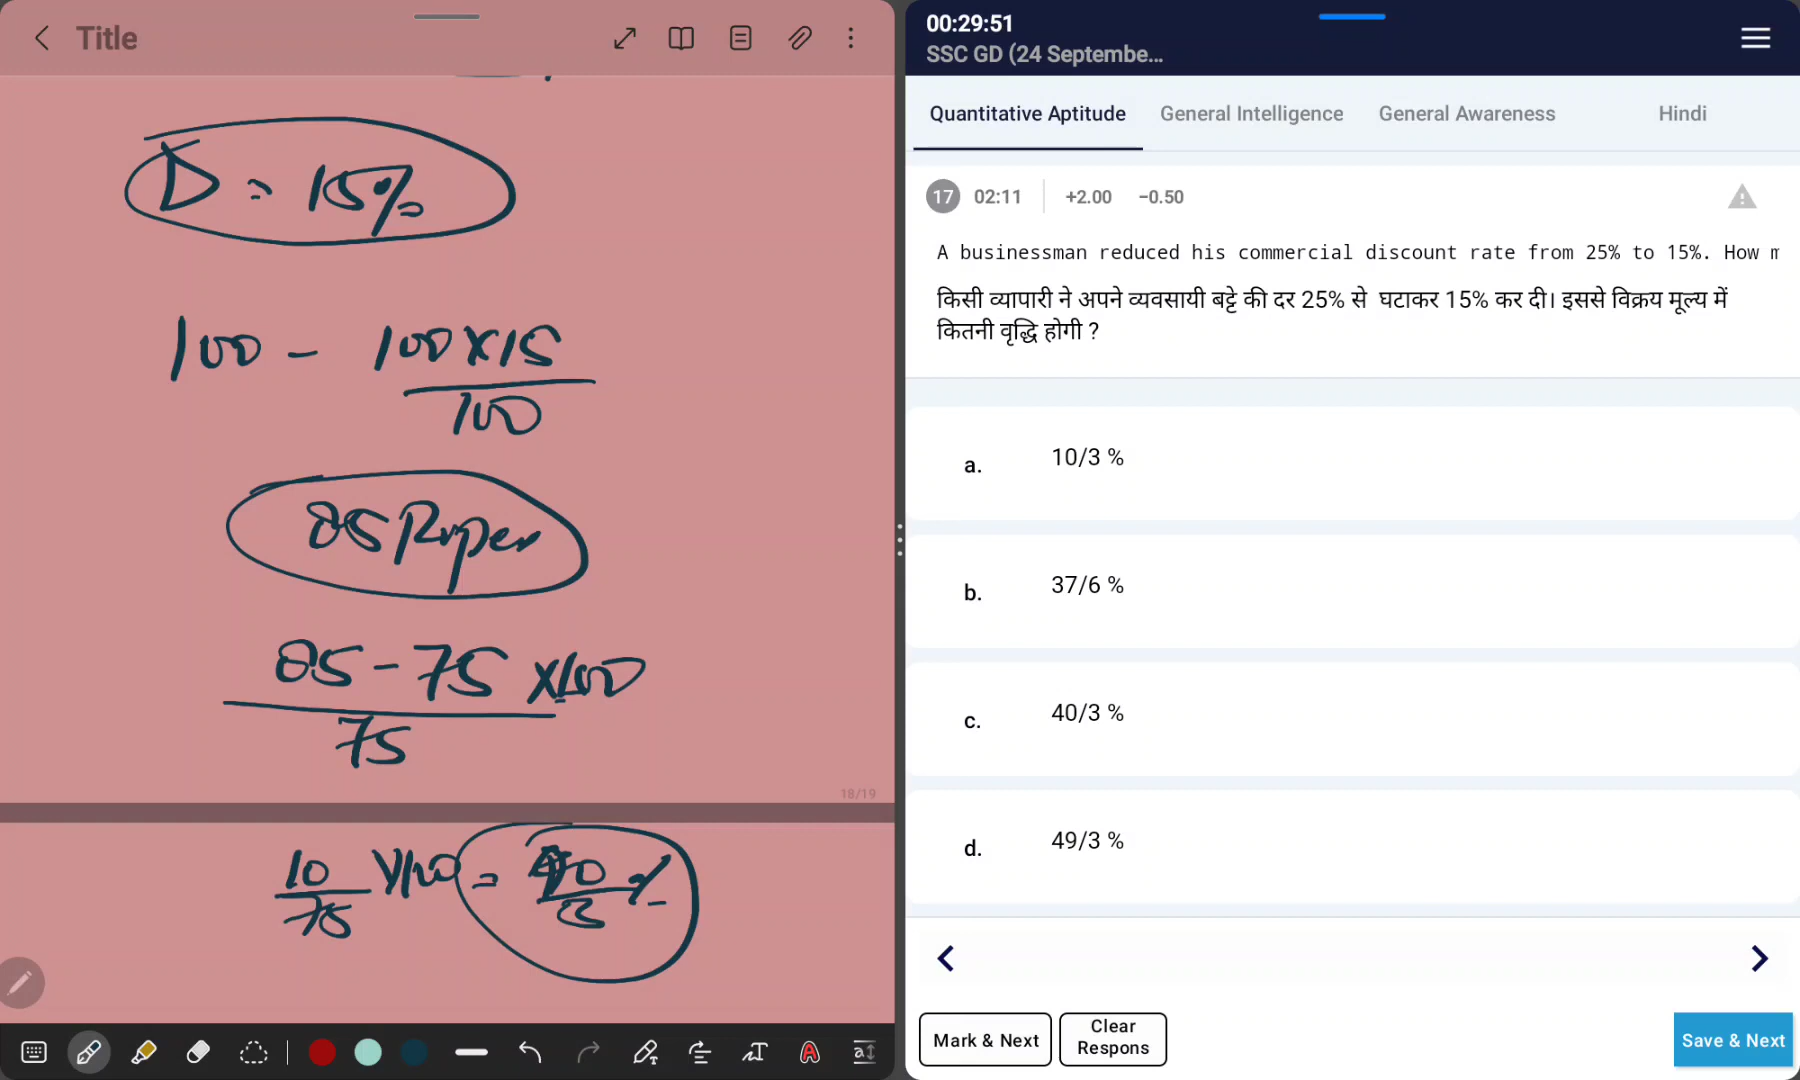 Title
D = 15%
100 - 100 X 15
100
85 Rupees
85 - 75 X 100
75
18/19
10 X 100 = 40 %
75 3
00:29:51
SSC GD (24 Septembe...
Quantitative Aptitude General Intelligence General Awareness Hindi
17 02:11 +2.00 -0.50
A businessman reduced his commercial discount rate from 25% to 15%. How m
किसी व्यापारी ने अपने व्यवसायी बट्टे की दर 25% से घटाकर 15% कर दी। इससे विक्रय मूल्य में
कितनी वृद्धि होगी ?
a. 10/3 %
b. 37/6 %
c. 40/3 %
d. 49/3 %
Mark & Next
Clear
Respons
Save & Next